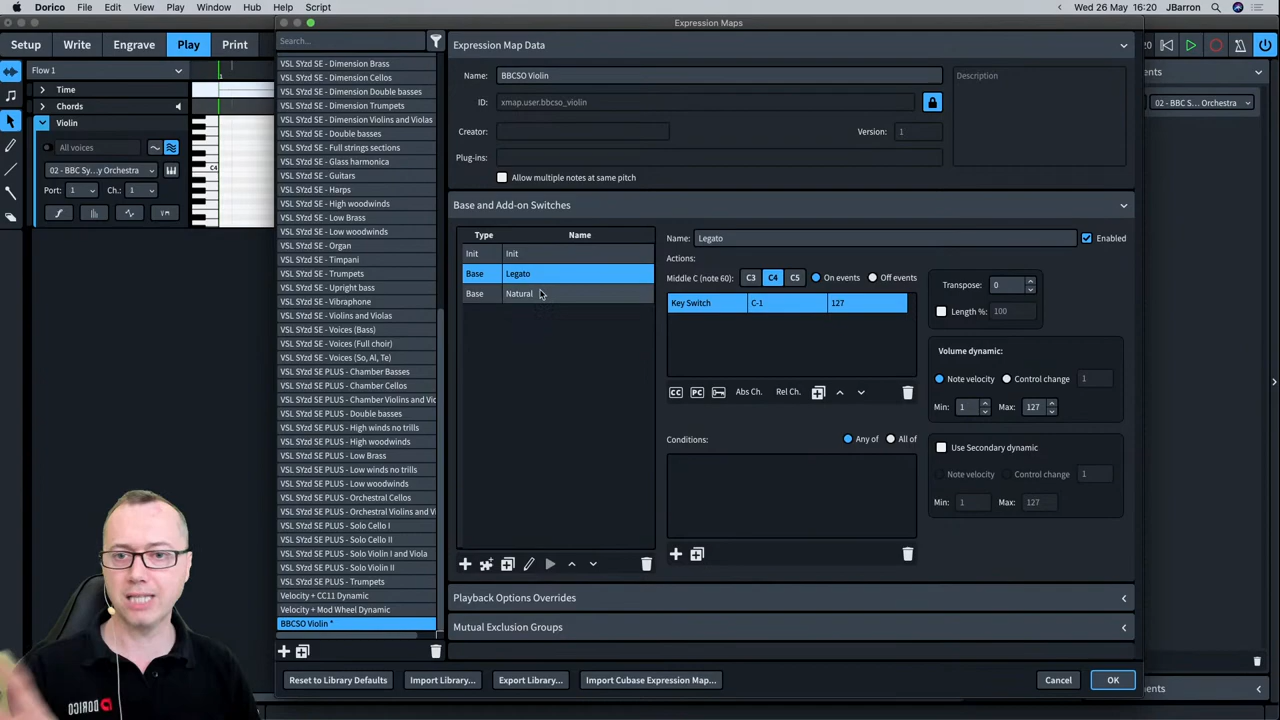 Dorico File Edit View Play Window Help Script
Wed 26 May 16:20 JBarron
Expression Maps
Setup Write Engrave Play Print
Flow 1
1
Time
Chords
Violin
All voices
02 - BBC Sy...y Orchestra
Port: 1 Ch.: 1
C4
Search...
VSL SYzd SE - Dimension Brass
VSL SYzd SE - Dimension Cellos
VSL SYzd SE - Dimension Double basses
VSL SYzd SE - Dimension Trumpets
VSL SYzd SE - Dimension Violins and Violas
VSL SYzd SE - Double basses
VSL SYzd SE - Full strings sections
VSL SYzd SE - Glass harmonica
VSL SYzd SE - Guitars
VSL SYzd SE - Harps
VSL SYzd SE - High woodwinds
VSL SYzd SE - Low Brass
VSL SYzd SE - Low woodwinds
VSL SYzd SE - Organ
VSL SYzd SE - Timpani
VSL SYzd SE - Trumpets
VSL SYzd SE - Upright bass
VSL SYzd SE - Vibraphone
VSL SYzd SE - Violins and Violas
VSL SYzd SE - Voices (Bass)
VSL SYzd SE - Voices (Full choir)
VSL SYzd SE - Voices (So, Al, Te)
VSL SYzd SE PLUS - Chamber Basses
VSL SYzd SE PLUS - Chamber Cellos
VSL SYzd SE PLUS - Chamber Violins and Vio
VSL SYzd SE PLUS - Double basses
VSL SYzd SE PLUS - High winds no trills
VSL SYzd SE PLUS - High woodwinds
VSL SYzd SE PLUS - Low Brass
VSL SYzd SE PLUS - Low winds no trills
VSL SYzd SE PLUS - Low woodwinds
VSL SYzd SE PLUS - Orchestral Cellos
VSL SYzd SE PLUS - Orchestral Violins and V
VSL SYzd SE PLUS - Solo Cello I
VSL SYzd SE PLUS - Solo Cello II
VSL SYzd SE PLUS - Solo Violin I and Viola
VSL SYzd SE PLUS - Solo Violin II
VSL SYzd SE PLUS - Trumpets
Velocity + CC11 Dynamic
Velocity + Mod Wheel Dynamic
BBCSO Violin *
Expression Map Data
Name: BBCSO Violin
Description
ID: xmap.user.bbcso_violin
Creator:
Version: 1
Plug-ins:
Allow multiple notes at same pitch
Base and Add-on Switches
Type Name
Init Init
Base Legato
Base Natural
Name: Legato
Enabled
Actions:
Middle C (note 60): C3 C4 C5 On events Off events
Key Switch C-1 127
CC PC Abs Ch. Rel Ch.
Conditions: Any of All of
Transpose: 0
Length % 100
Volume dynamic:
Note velocity Control change 1
Min: 1 Max: 127
Use Secondary dynamic
Note velocity Control change 1
Min: 1 Max: 127
Playback Options Overrides
Mutual Exclusion Groups
Reset to Library Defaults Import Library... Export Library... Import Cubase Expression Map... Cancel OK
20
ents
02 - BBC S... Orchestra
ments
DORICO